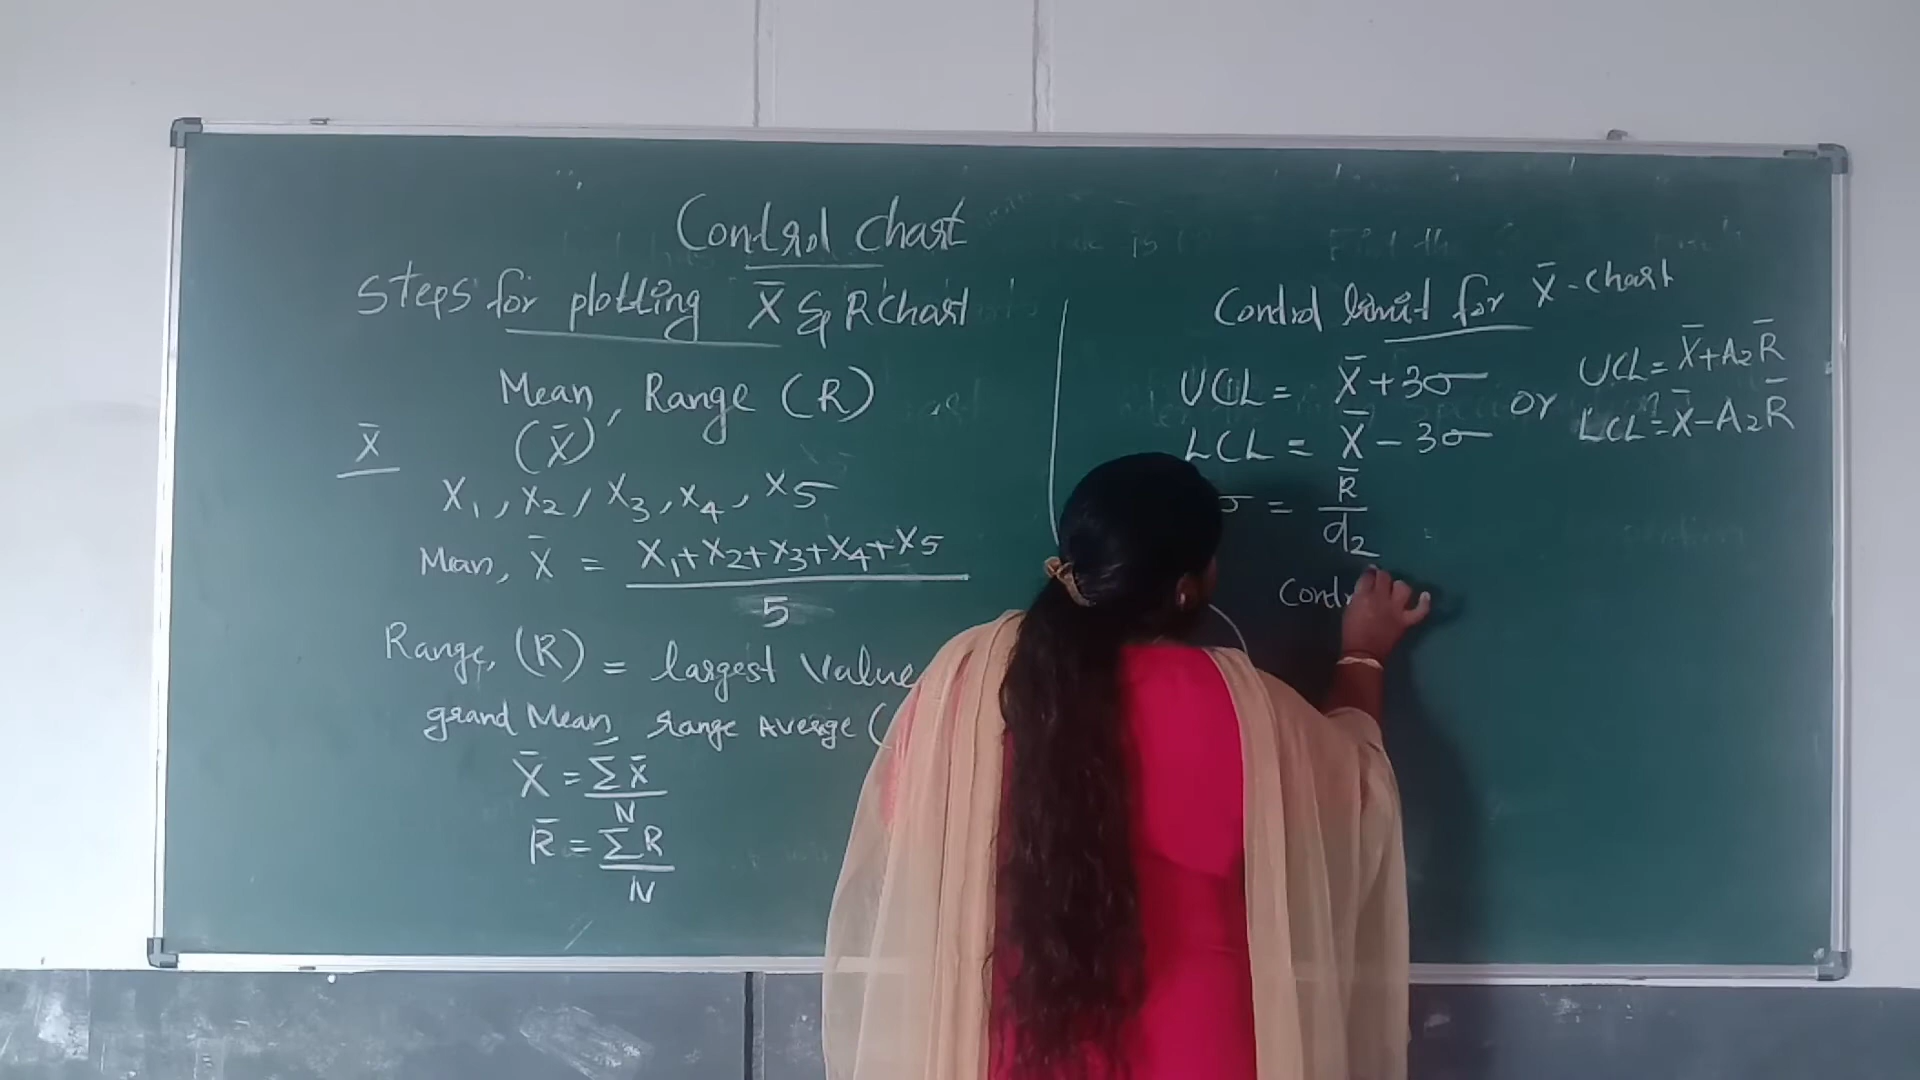 Control chart
Steps for plotting X̄ & R chart
Mean, Range (R)
(X̄)
X̄
X₁, X₂, X₃, X₄, X₅
Mean, X̄ = X₁+X₂+X₃+X₄+X₅
5
Range, (R) = largest Value
grand Mean, range Average (
X̄ = Σx̄
N
R̄ = ΣR
N
Control limit for X̄-chart
UCL = X̄+3σ or UCL = X̄+A₂R̄
LCL = X̄-3σ LCL = X̄-A₂R̄
σ = R̄
d₂
Contr